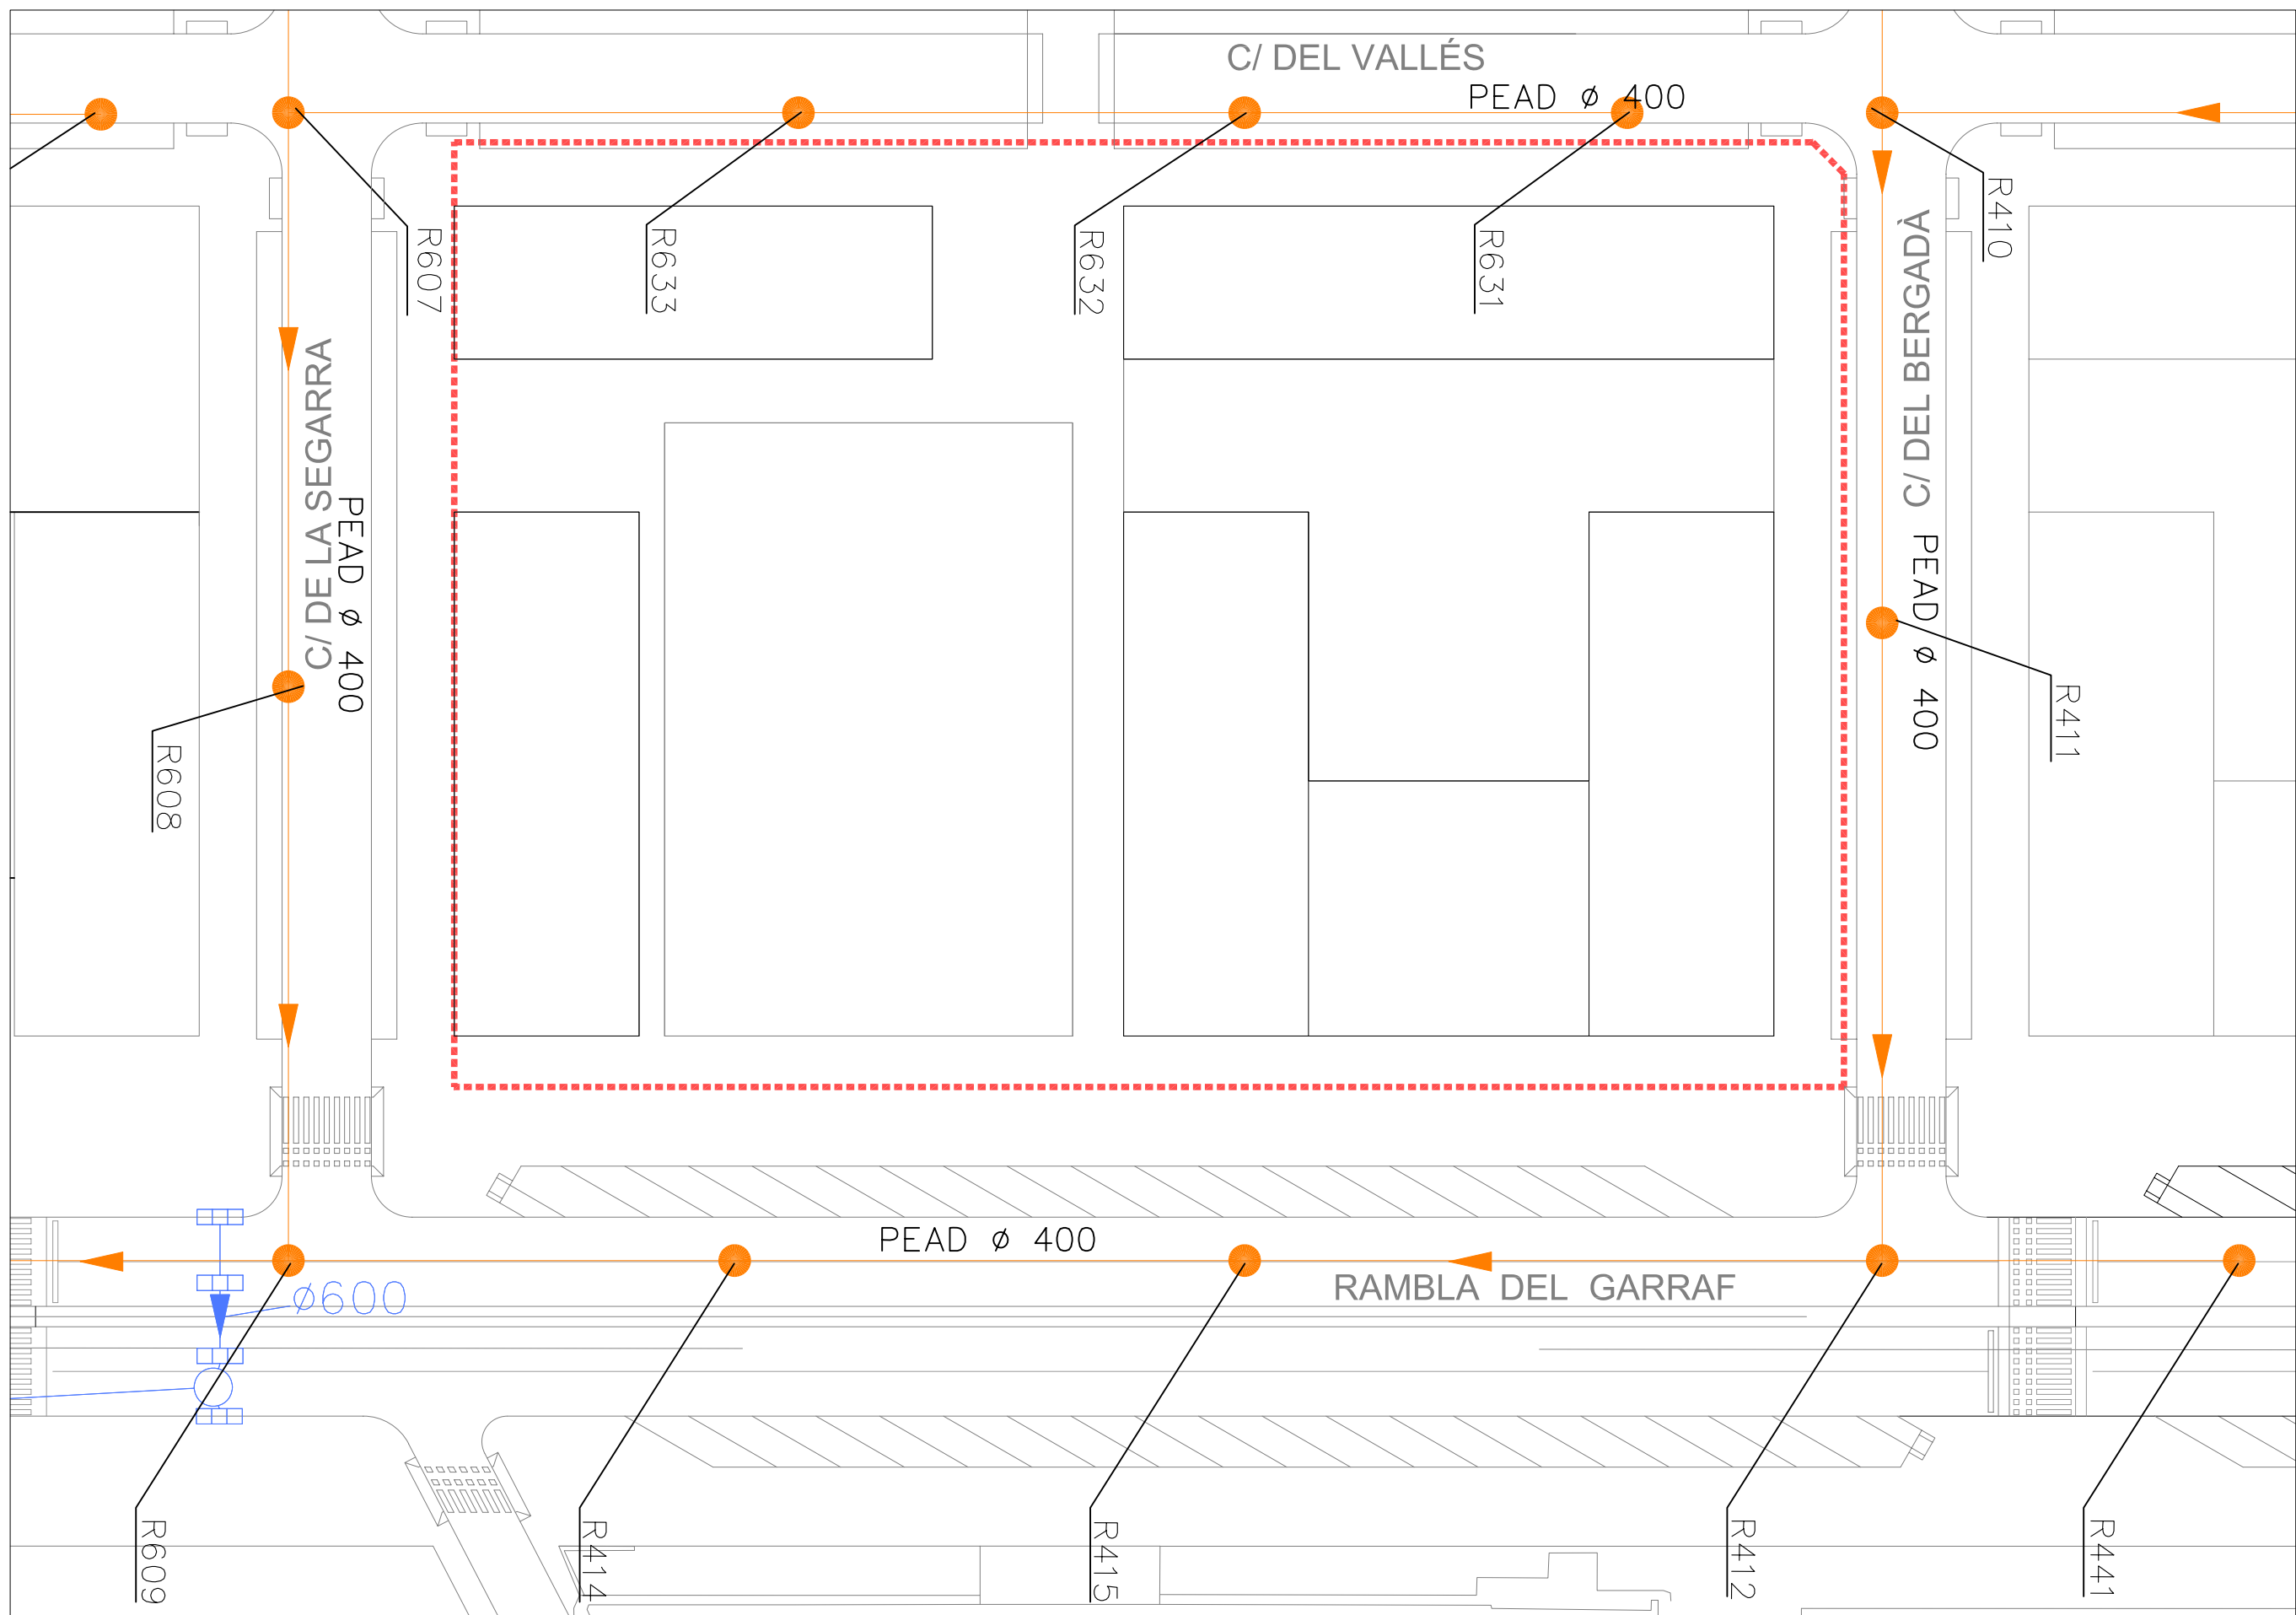 C/ DEL VALLÉS
PEAD ø 400
R410
R607
R633
R632
R631
C/ DEL BERGADÀ
C/ DE LA SEGARRA
PEAD ø 400
PEAD ø 400
R411
R608
PEAD ø 400
RAMBLA DEL GARRAF
ø600
R609
R414
R415
R412
R441